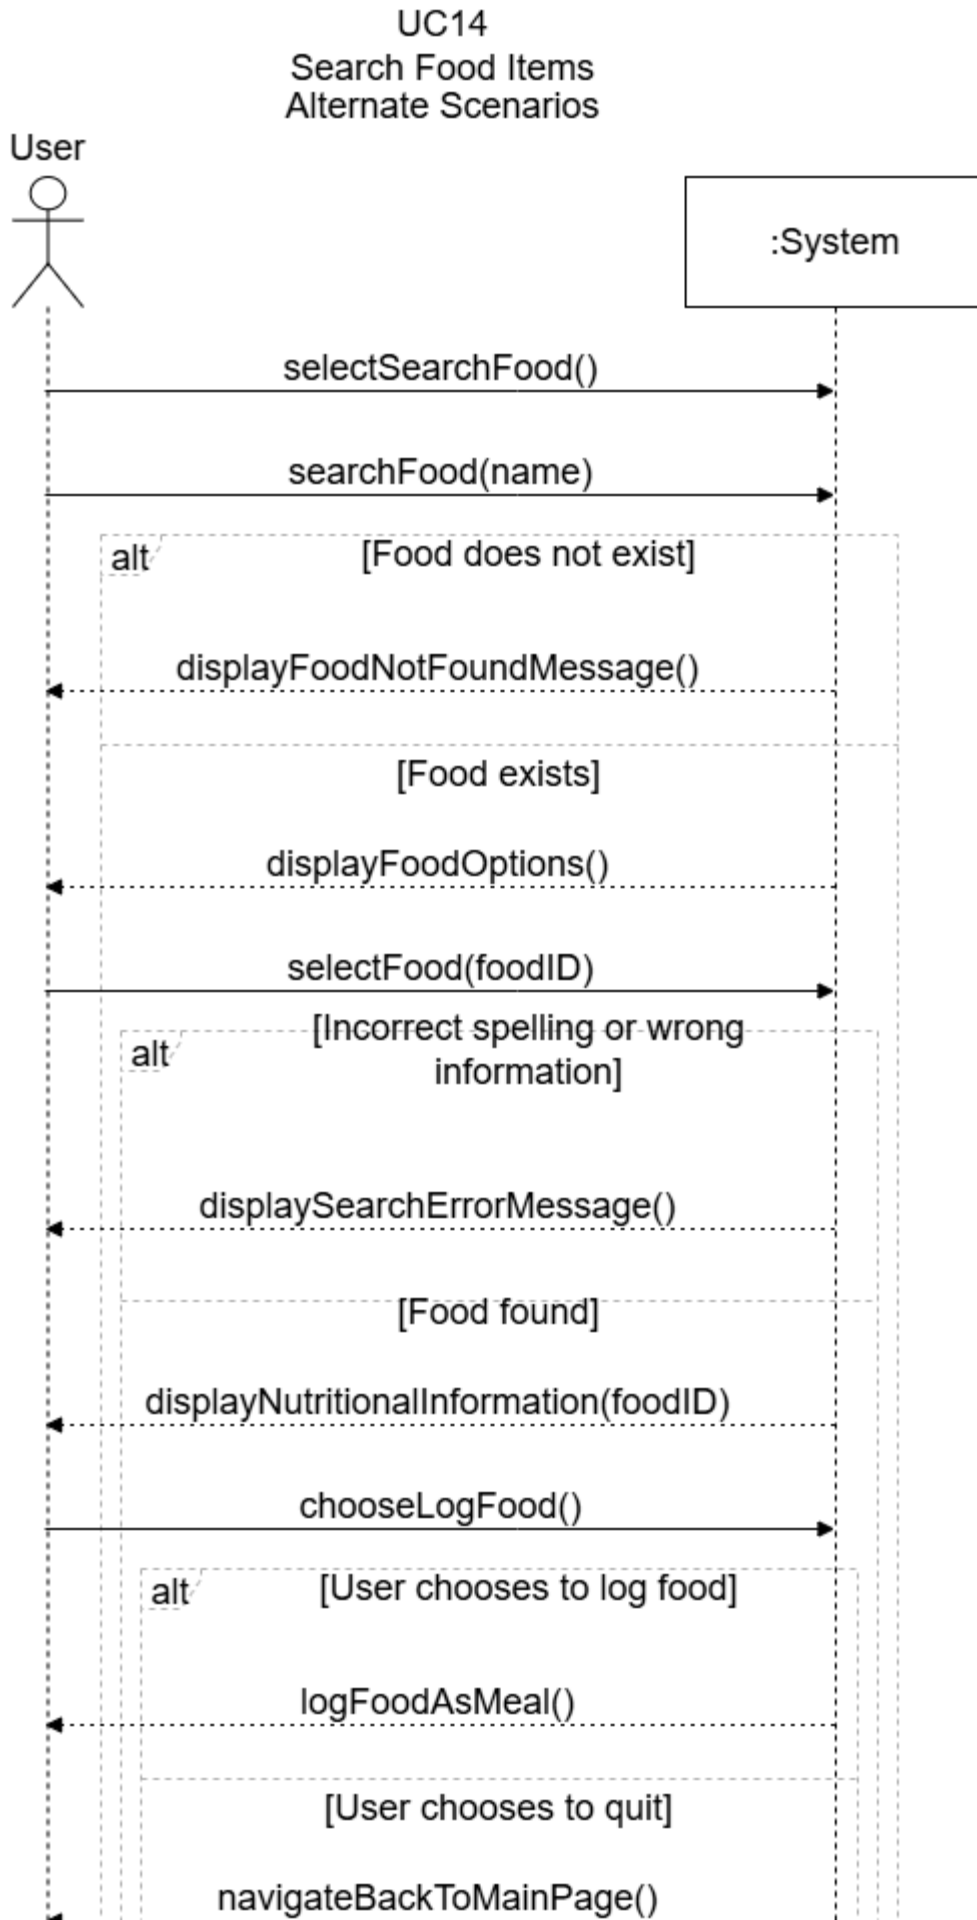 UC14
Search Food Items
Alternate Scenarios
User
:System
selectSearchFood()
searchFood(name)
alt
[Food does not exist]
displayFoodNotFoundMessage()
[Food exists]
displayFoodOptions()
selectFood(foodID)
alt
[Incorrect spelling or wrong
information]
displaySearchErrorMessage()
[Food found]
displayNutritionalInformation(foodID)
chooseLogFood()
alt
[User chooses to log food]
logFoodAsMeal()
[User chooses to quit]
navigateBackToMainPage()